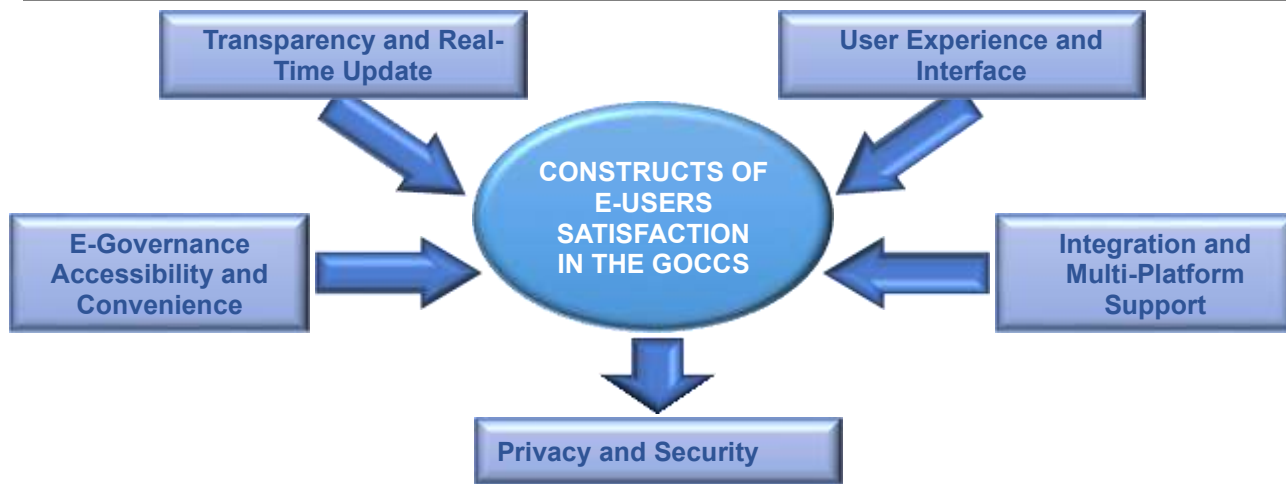 Transparency and Real-
Time Update
User Experience and
Interface
CONSTRUCTS OF
E-USERS
SATISFACTION
IN THE GOCCS
E-Governance
Accessibility and
Convenience
Integration and
Multi-Platform
Support
Privacy and Security